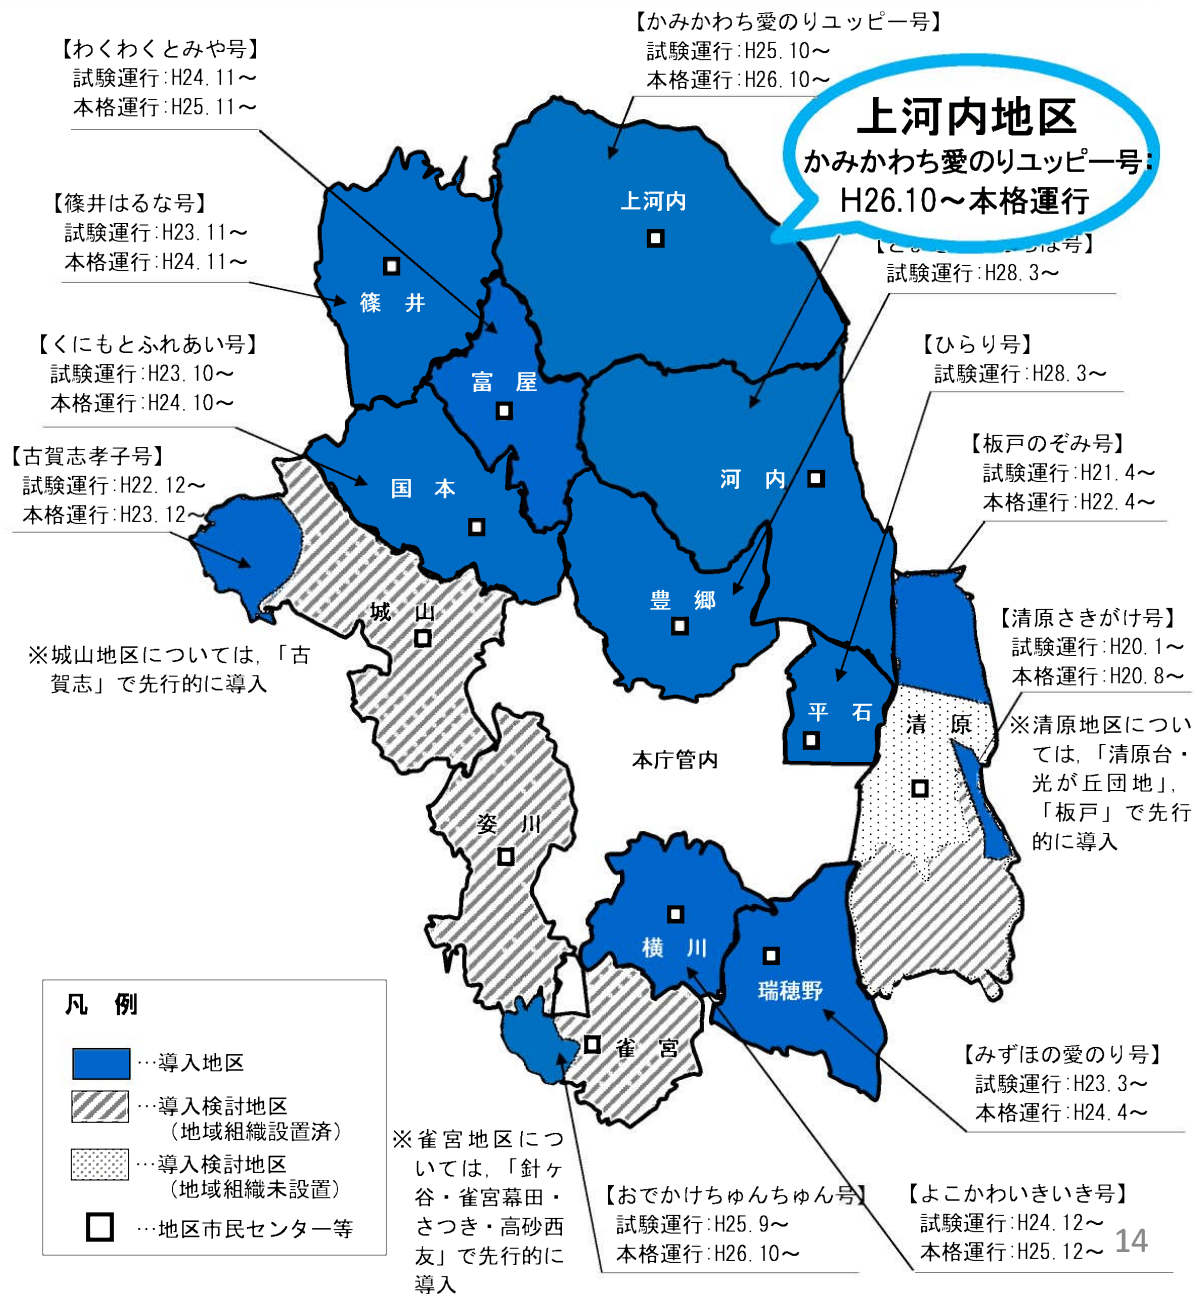 【わくわくとみや号】
試験運行:H24.11～
本格運行:H25.11～
【かみかわち愛のりユッピー号】
試験運行:H25.10～
本格運行:H26.10～
上河内地区
かみかわち愛のりユッピー号:
H26.10～本格運行
【篠井はるな号】
試験運行:H23.11～
本格運行:H24.11～
試験運行:H28.3～
【くにもとふれあい号】
試験運行:H23.10～
本格運行:H24.10～
【ひらり号】
試験運行:H28.3～
【古賀志孝子号】
試験運行:H22.12～
本格運行:H23.12～
【板戸のぞみ号】
試験運行:H21.4～
本格運行:H22.4～
【清原さきがけ号】
試験運行:H20.1～
本格運行:H20.8～
※城山地区については,「古
賀志」で先行的に導入
※清原地区につい
ては,「清原台・
光が丘団地」,
「板戸」で先行
的に導入
上河内
篠 井
富 屋
国 本
河 内
城 山
豊 郷
平 石
清 原
本庁管内
姿 川
横 川
瑞穂野
雀 宮
凡 例
…導入地区
…導入検討地区
（地域組織設置済）
…導入検討地区
（地域組織未設置）
…地区市民センター等
※雀宮地区につ
いては,「針ヶ
谷・雀宮幕田・
さつき・高砂西
友」で先行的に
導入
【みずほの愛のり号】
試験運行:H23.3～
本格運行:H24.4～
【おでかけちゅんちゅん号】
試験運行:H25.9～
本格運行:H26.10～
【よこかわいきいき号】
試験運行:H24.12～
本格運行:H25.12～
14